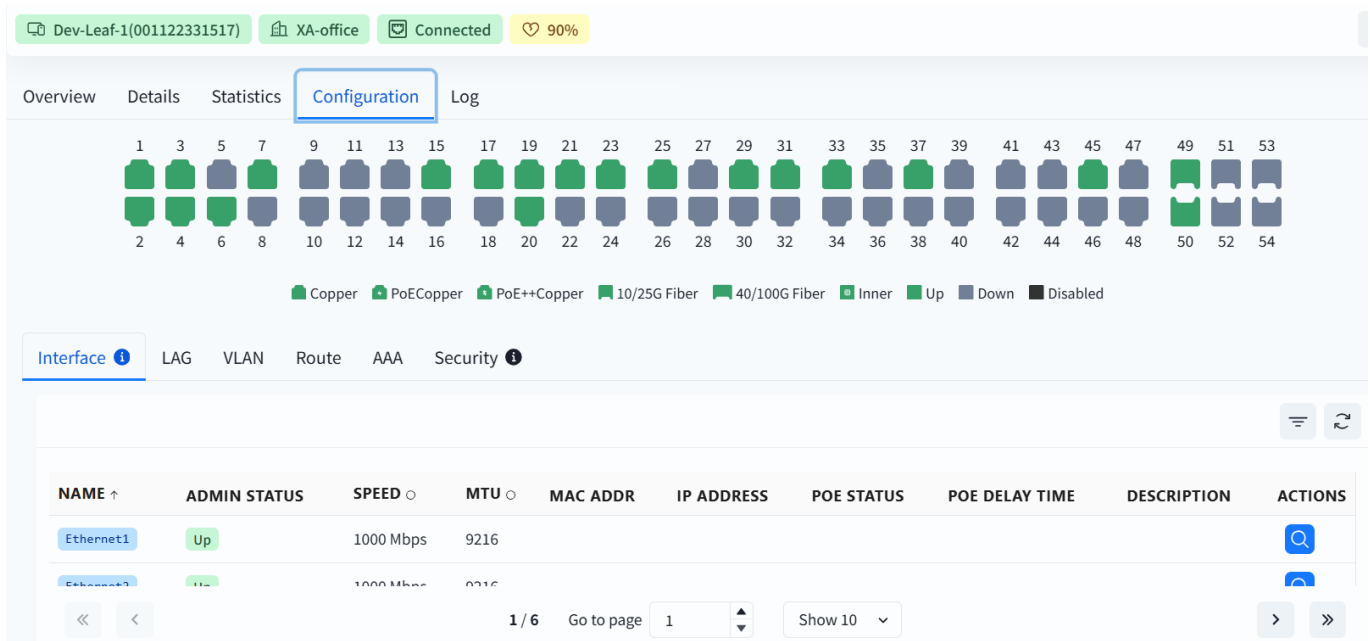 Dev-Leaf-1(001122331517) XA-office Connected 90%
Overview Details Statistics Configuration Log
1 3 5 7 9 11 13 15 17 19 21 23 25 27 29 31 33 35 37 39 41 43 45 47 49 51 53
2 4 6 8 10 12 14 16 18 20 22 24 26 28 30 32 34 36 38 40 42 44 46 48 50 52 54
Copper PoECopper PoE++Copper 10/25G Fiber 40/100G Fiber Inner Up Down Disabled
Interface LAG VLAN Route AAA Security
NAME ↑ ADMIN STATUS SPEED MTU MAC ADDR IP ADDRESS POE STATUS POE DELAY TIME DESCRIPTION ACTIONS
Ethernet1 Up 1000 Mbps 9216
Ethernet2 Up 1000 Mbps 9216
1 / 6 Go to page 1 Show 10